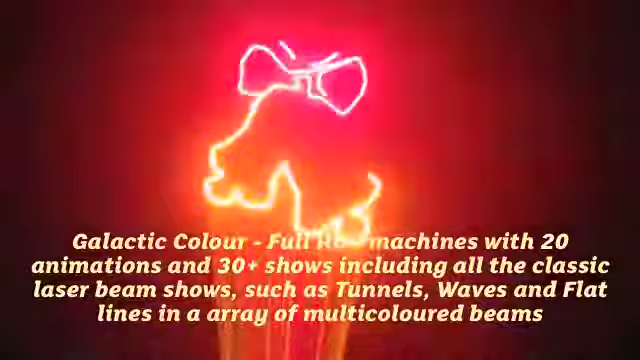 Galactic Colour - Full machines with 20
animations and 30+ shows including all the classic
laser beam shows, such as Tunnels, Waves and Flat
lines in a array of multicoloured beams